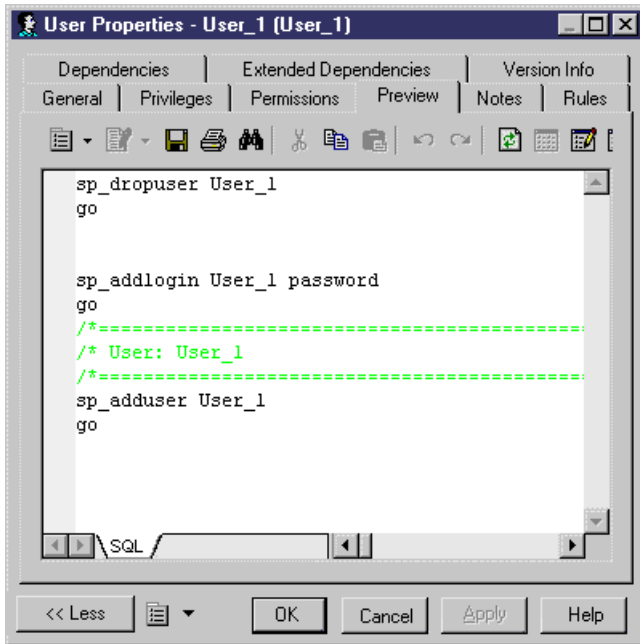 User Properties - User_1 (User_1)
Dependencies Extended Dependencies Version Info
General Privileges Permissions Preview Notes Rules
sp_dropuser User_1
go
sp_addlogin User_1 password
go
/*==============================================
/* User: User_1
/*==============================================
sp_adduser User_1
go
SQL
<< Less OK Cancel Apply Help